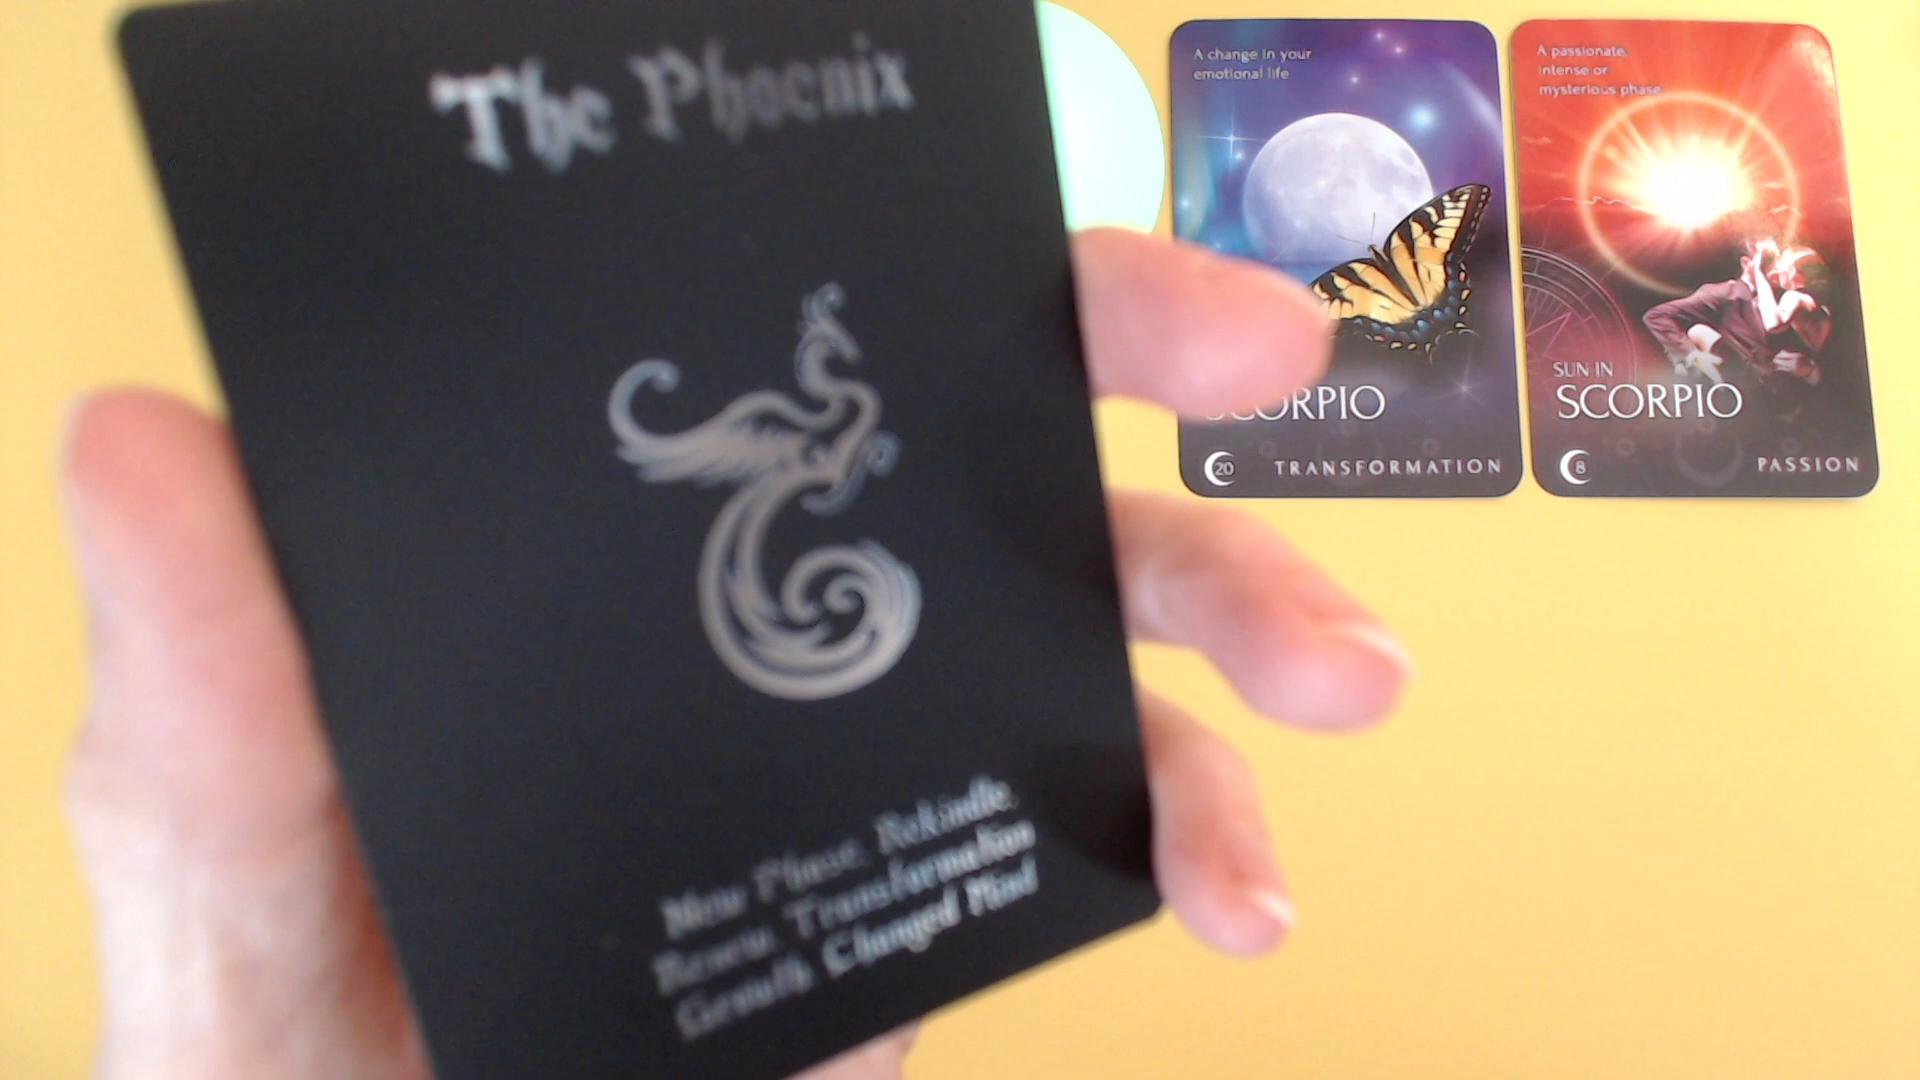 The Phoenix
New Phase. Rekindle.
Renew. Transformation
Growth. Changed Mind
A change in your
emotional life
SCORPIO
20
TRANSFORMATION
A passionate,
intense or
mysterious phase
SUN IN
SCORPIO
8
PASSION